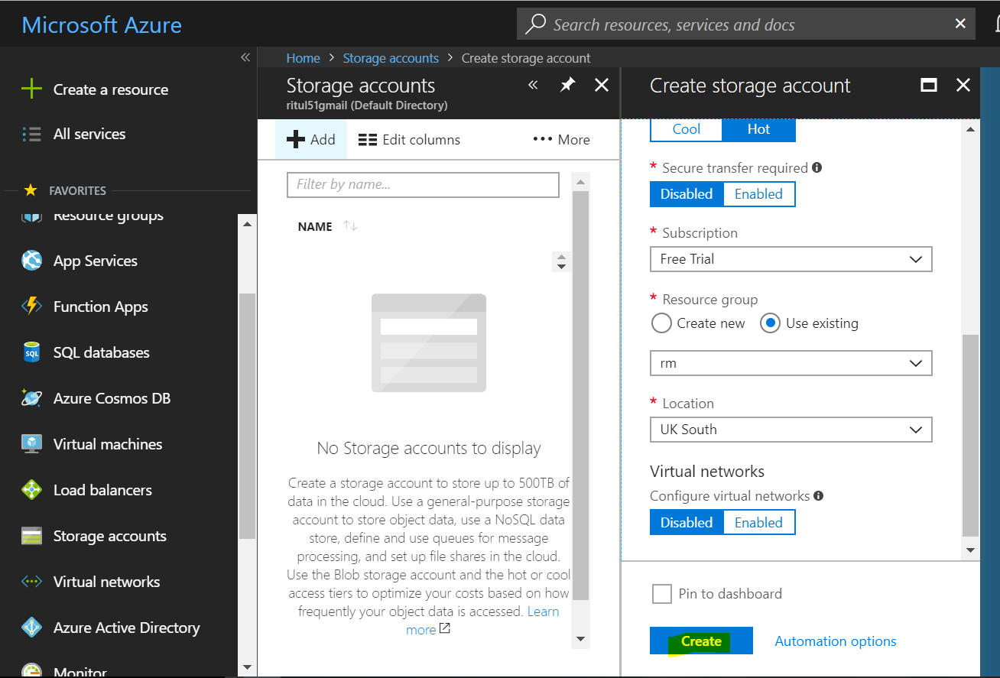 Microsoft Azure
Search resources, services and docs
Create a resource
All services
FAVORITES
Resource groups
App Services
Function Apps
SQL
SQL databases
Azure Cosmos DB
Virtual machines
Load balancers
Storage accounts
Virtual networks
Azure Active Directory
Monitor
Home > Storage accounts > Create storage account
Storage accounts
ritul51gmail (Default Directory)
Add
Edit columns
More
Filter by name...
NAME
No Storage accounts to display
Create a storage account to store up to 500TB of
data in the cloud. Use a general-purpose storage
account to store object data, use a NoSQL data
store, define and use queues for message
processing, and set up file shares in the cloud.
Use the Blob storage account and the hot or cool
access tiers to optimize your costs based on how
frequently your object data is accessed. Learn
more
Create storage account
Cool Hot
* Secure transfer required
Disabled Enabled
* Subscription
Free Trial
* Resource group
Create new Use existing
rm
* Location
UK South
Virtual networks
Configure virtual networks
Disabled Enabled
Pin to dashboard
Create Automation options